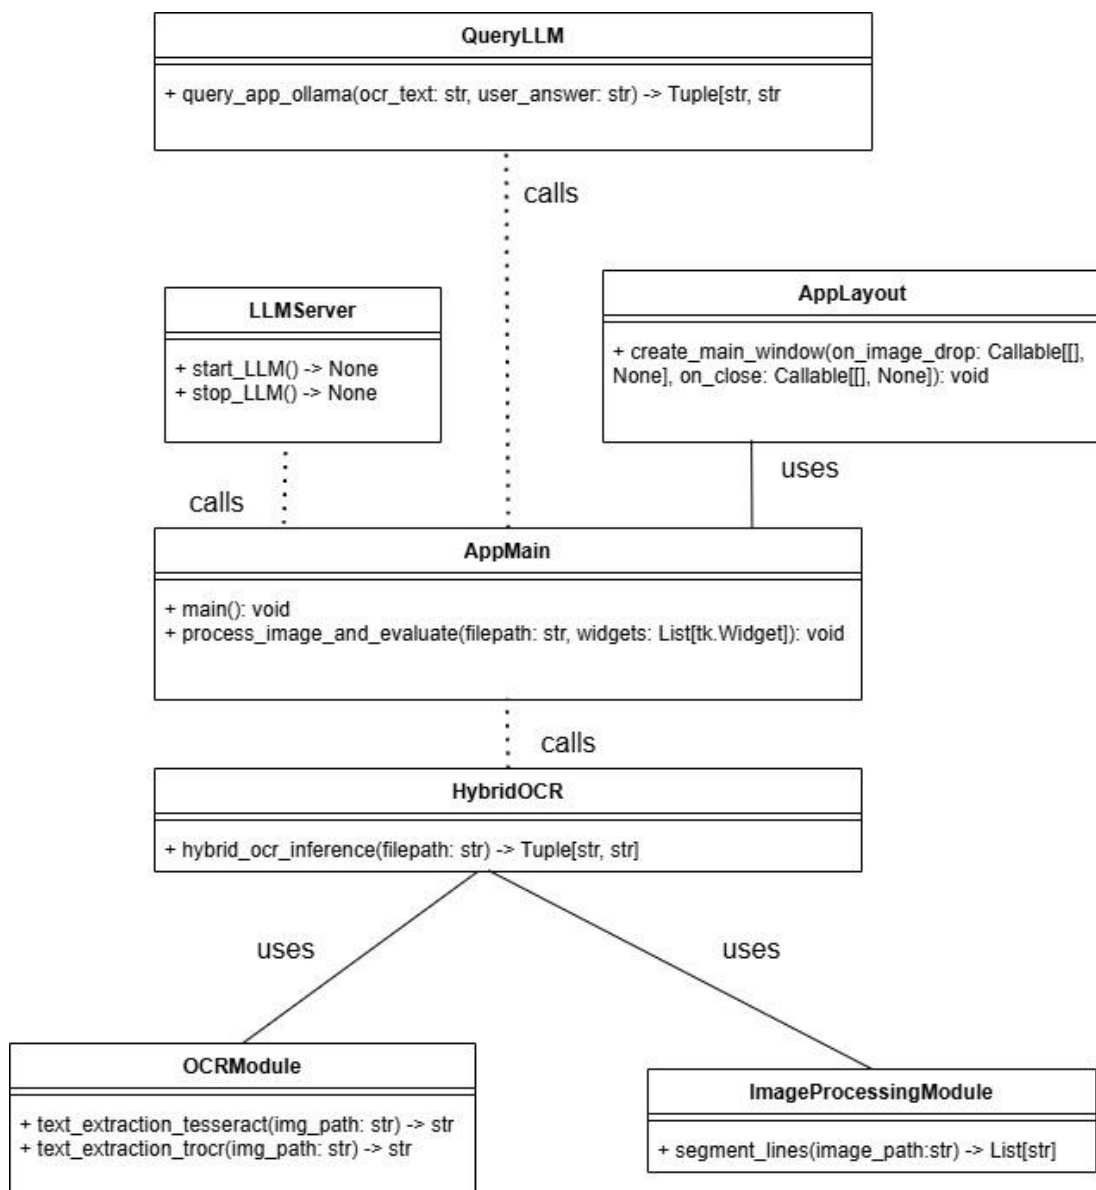 QueryLLM
+ query_app_ollama(ocr_text: str, user_answer: str) -> Tuple[str, str
calls
LLMServer
+ start_LLM() -> None
+ stop_LLM() -> None
AppLayout
+ create_main_window(on_image_drop: Callable[[],
None], on_close: Callable[[], None]): void
calls
uses
AppMain
+ main(): void
+ process_image_and_evaluate(filepath: str, widgets: List[tk.Widget]): void
calls
HybridOCR
+ hybrid_ocr_inference(filepath: str) -> Tuple[str, str]
uses
uses
OCRModule
+ text_extraction_tesseract(img_path: str) -> str
+ text_extraction_trocr(img_path: str) -> str
ImageProcessingModule
+ segment_lines(image_path:str) -> List[str]